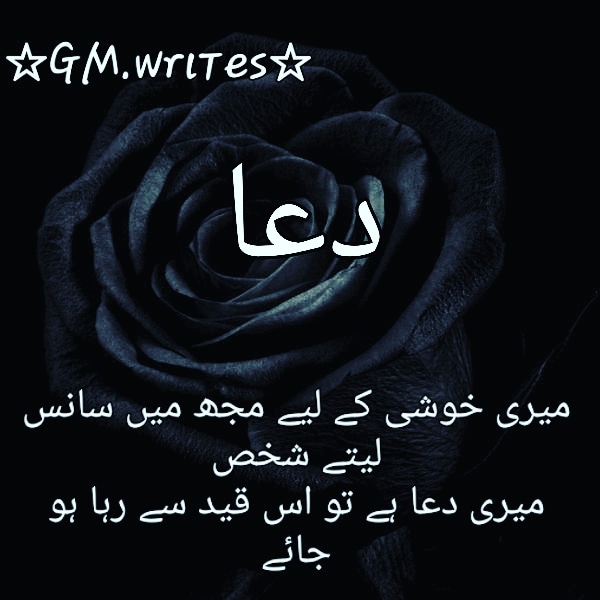 ☆GM.wrιтes☆
دعا
میری خوشی کے لیے مجھ میں سانس
لیتے شخص
میری دعا ہے تو اس قید سے رہا ہو
جائے